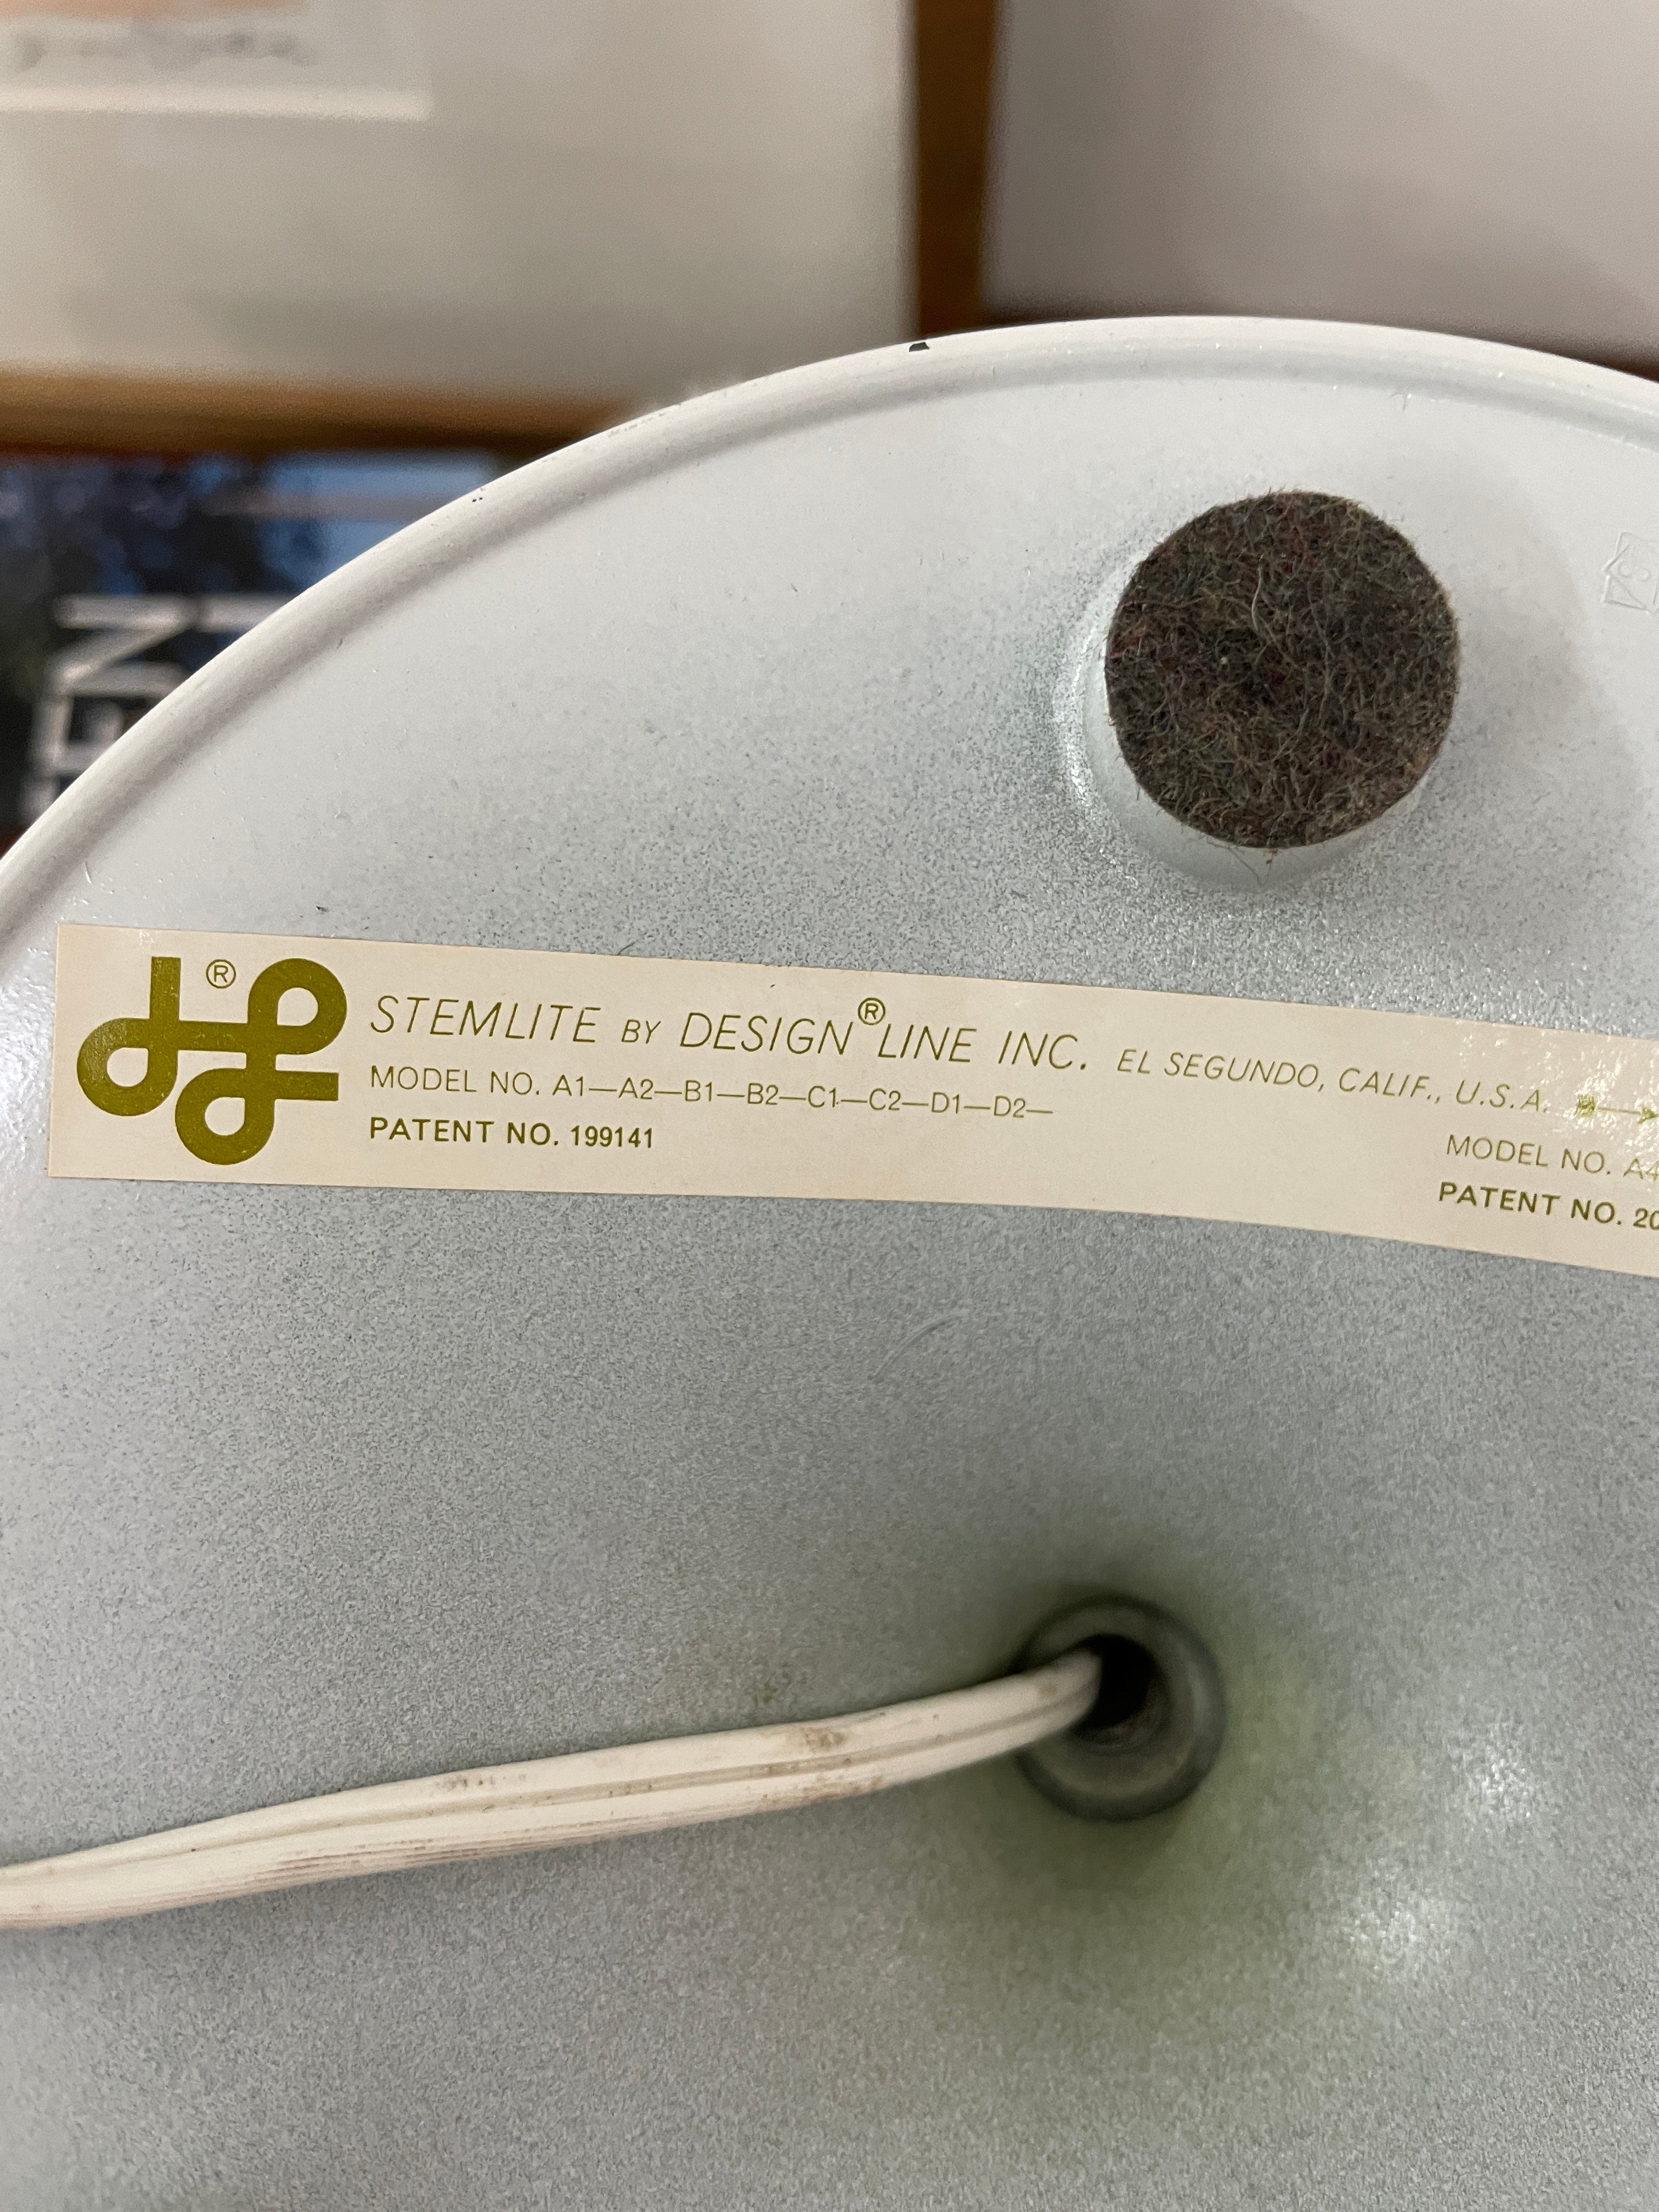 ® STEMLITE BY DESIGN®LINE INC. EL SEGUNDO, CALIF., U.S.A.
MODEL NO. A1—A2—B1—B2—C1—C2—D1—D2—
PATENT NO. 199141
MODEL NO.
PATENT NO.